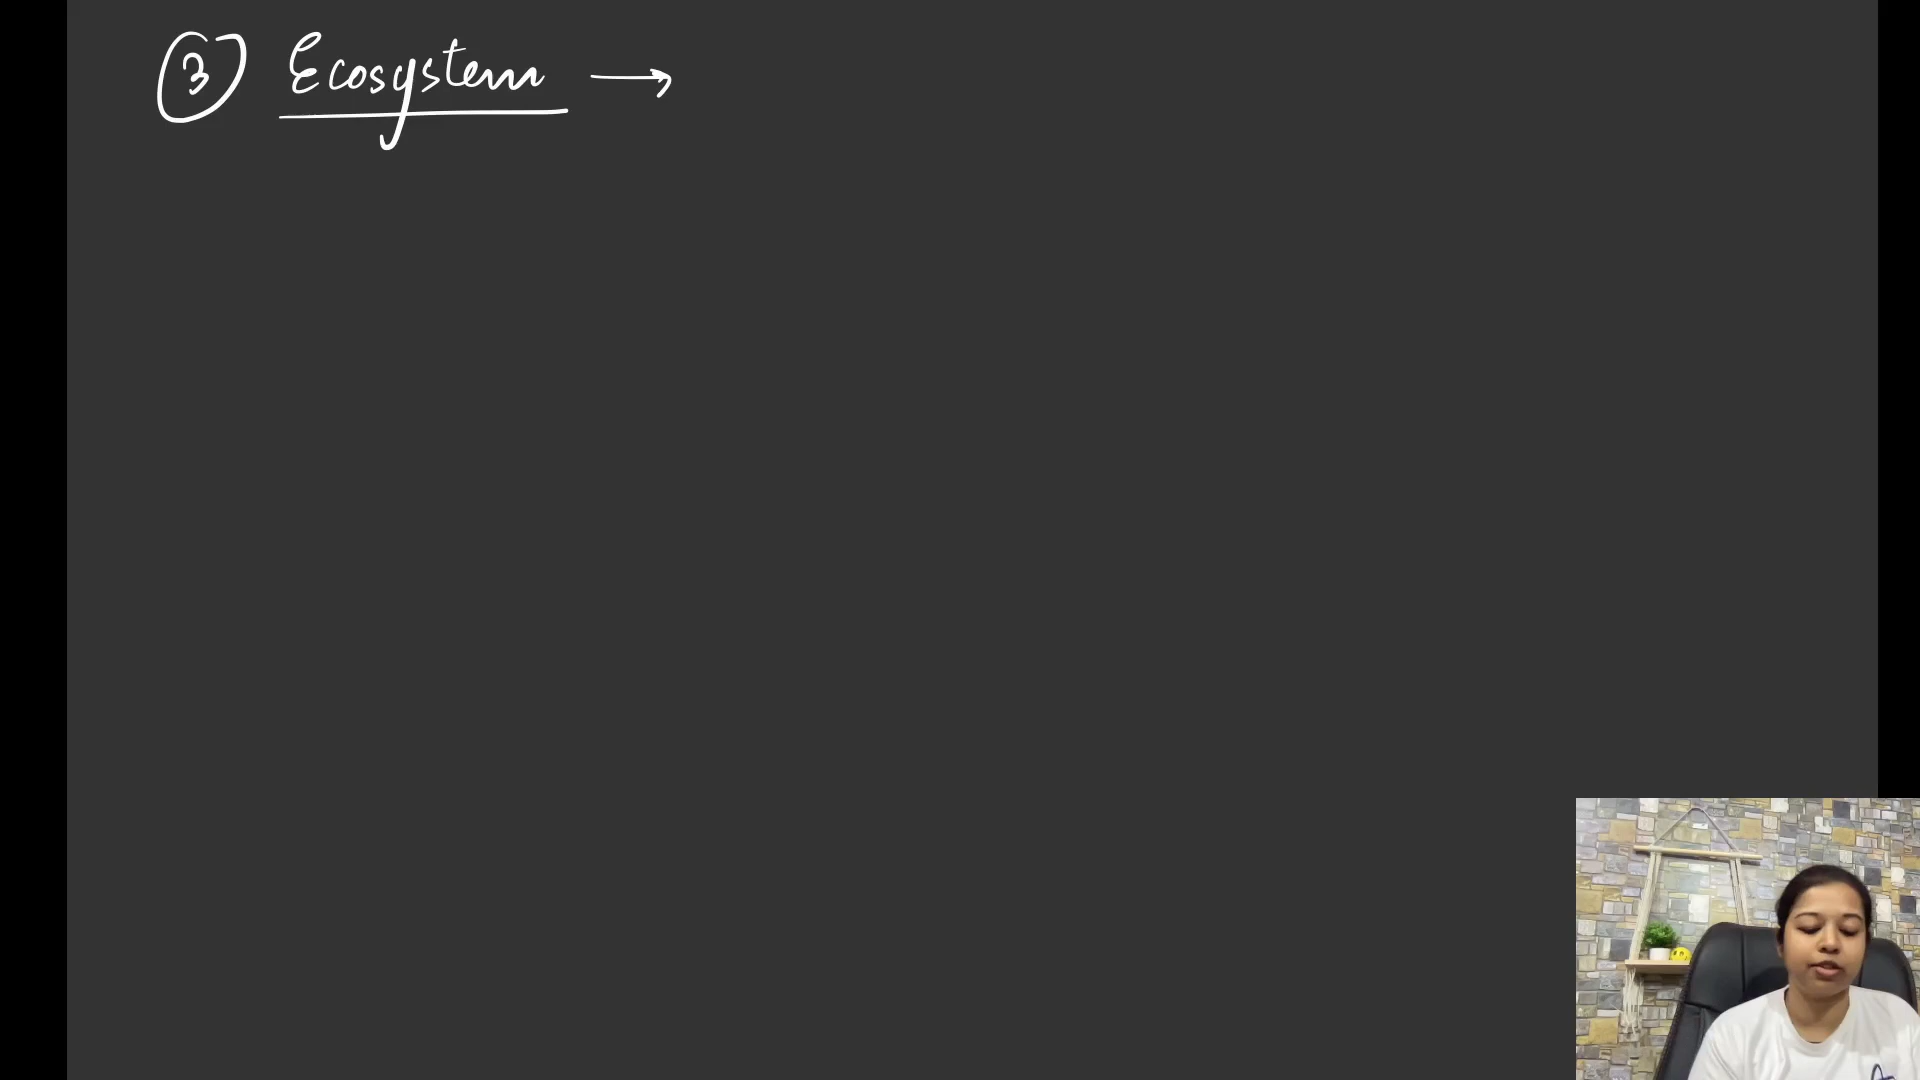 ③ Ecosystem →